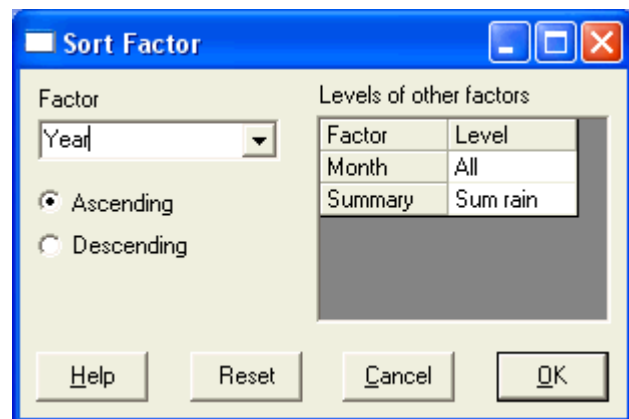 Sort Factor
Factor
Year
Ascending
Descending
Levels of other factors
Factor Level
Month All
Summary Sum rain
Help Reset Cancel OK